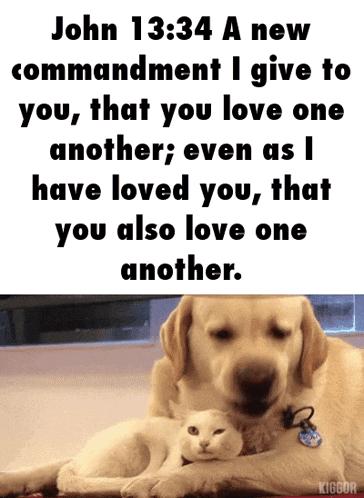 John 13:34 A new
commandment I give to
you, that you love one
another; even as I
have loved you, that
you also love one
another.
KIGGOR